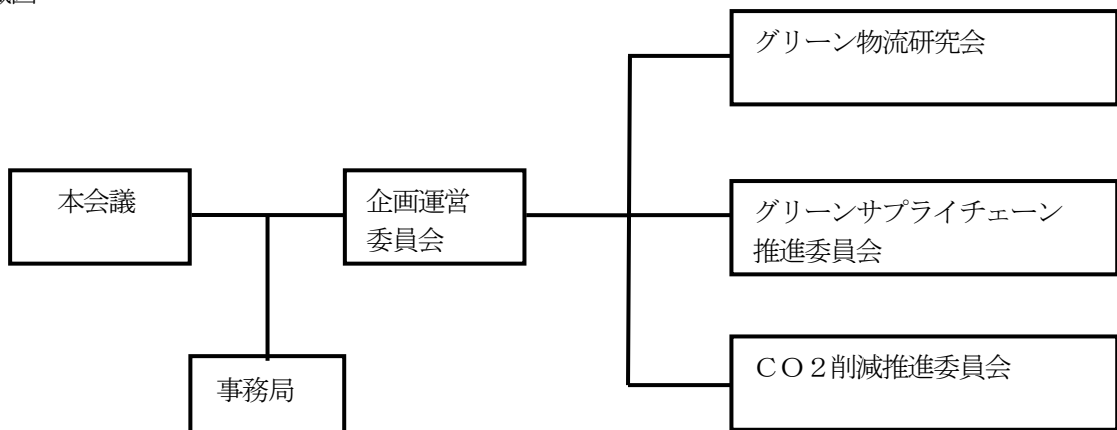 グリーン物流研究会
本会議
企画運営
委員会
グリーンサプライチェーン
推進委員会
事務局
ＣＯ２削減推進委員会